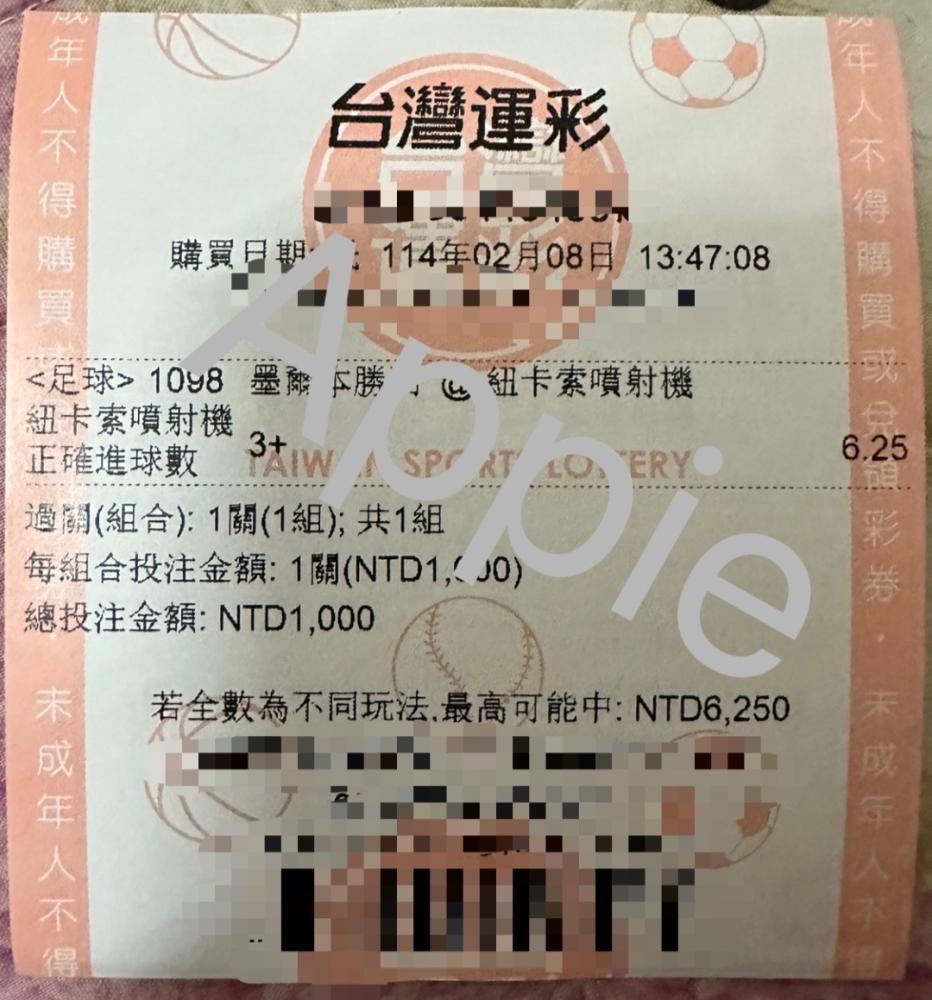 台灣運彩
購買日期: 114年02月08日 13:47:08
<足球> 1098 墨爾本勝利 @ 紐卡索噴射機
紐卡索噴射機
正確進球數 3+ 6.25
TAIWAN SPORTS LOTTERY
過關(組合): 1關(1組); 共1組
每組合投注金額: 1關(NTD1,000)
總投注金額: NTD1,000
若全數為不同玩法,最高可能中: NTD6,250
成年人不得購買
未成年人不得
年人不得購買或兌領彩券.
未成年人不得
Appie